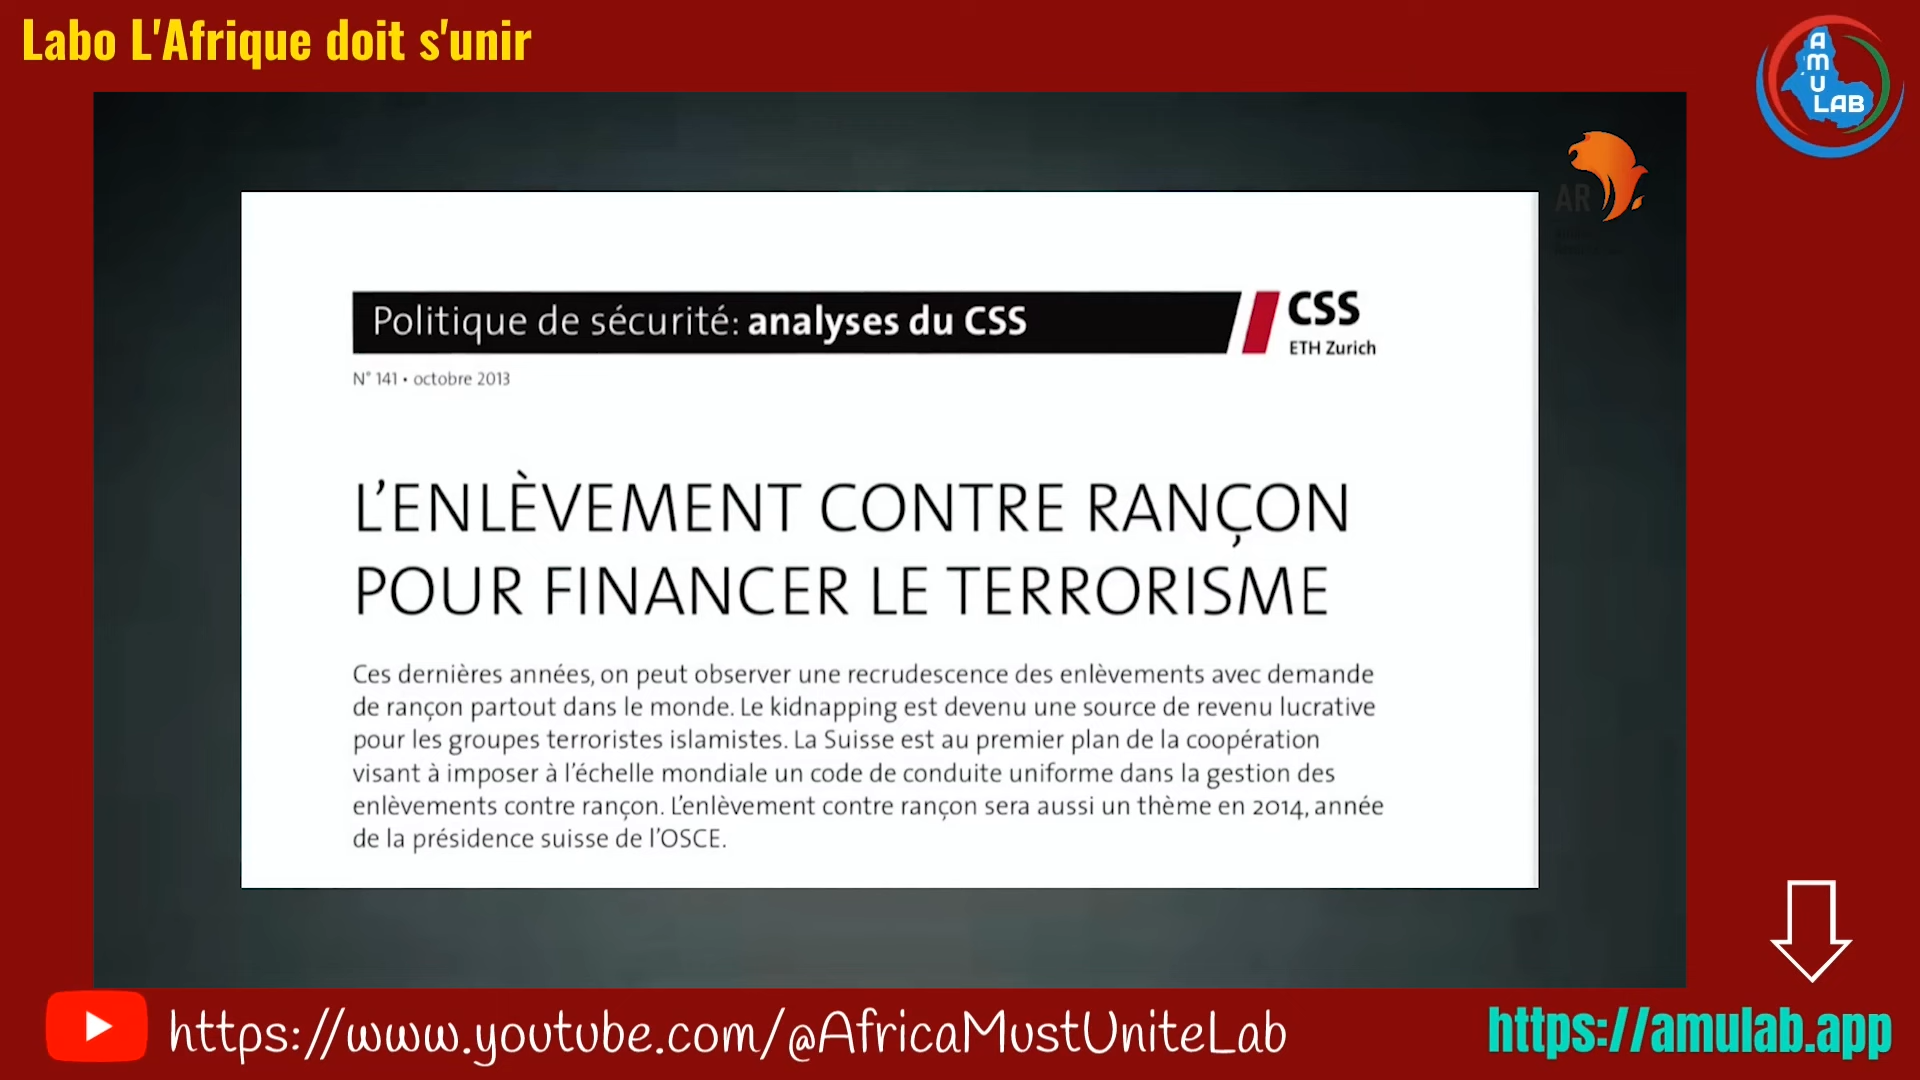 Labo L'Afrique doit s'unir
A
M
U
LAB
AR
Politique de sécurité: analyses du CSS
CSS
ETH Zurich
N° 141 • octobre 2013
L'ENLÈVEMENT CONTRE RANÇON
POUR FINANCER LE TERRORISME
Ces dernières années, on peut observer une recrudescence des enlèvements avec demande
de rançon partout dans le monde. Le kidnapping est devenu une source de revenu lucrative
pour les groupes terroristes islamistes. La Suisse est au premier plan de la coopération
visant à imposer à l'échelle mondiale un code de conduite uniforme dans la gestion des
enlèvements contre rançon. L'enlèvement contre rançon sera aussi un thème en 2014, année
de la présidence suisse de l'OSCE.
https://www.youtube.com/@AfricaMustUniteLab
https://amulab.app